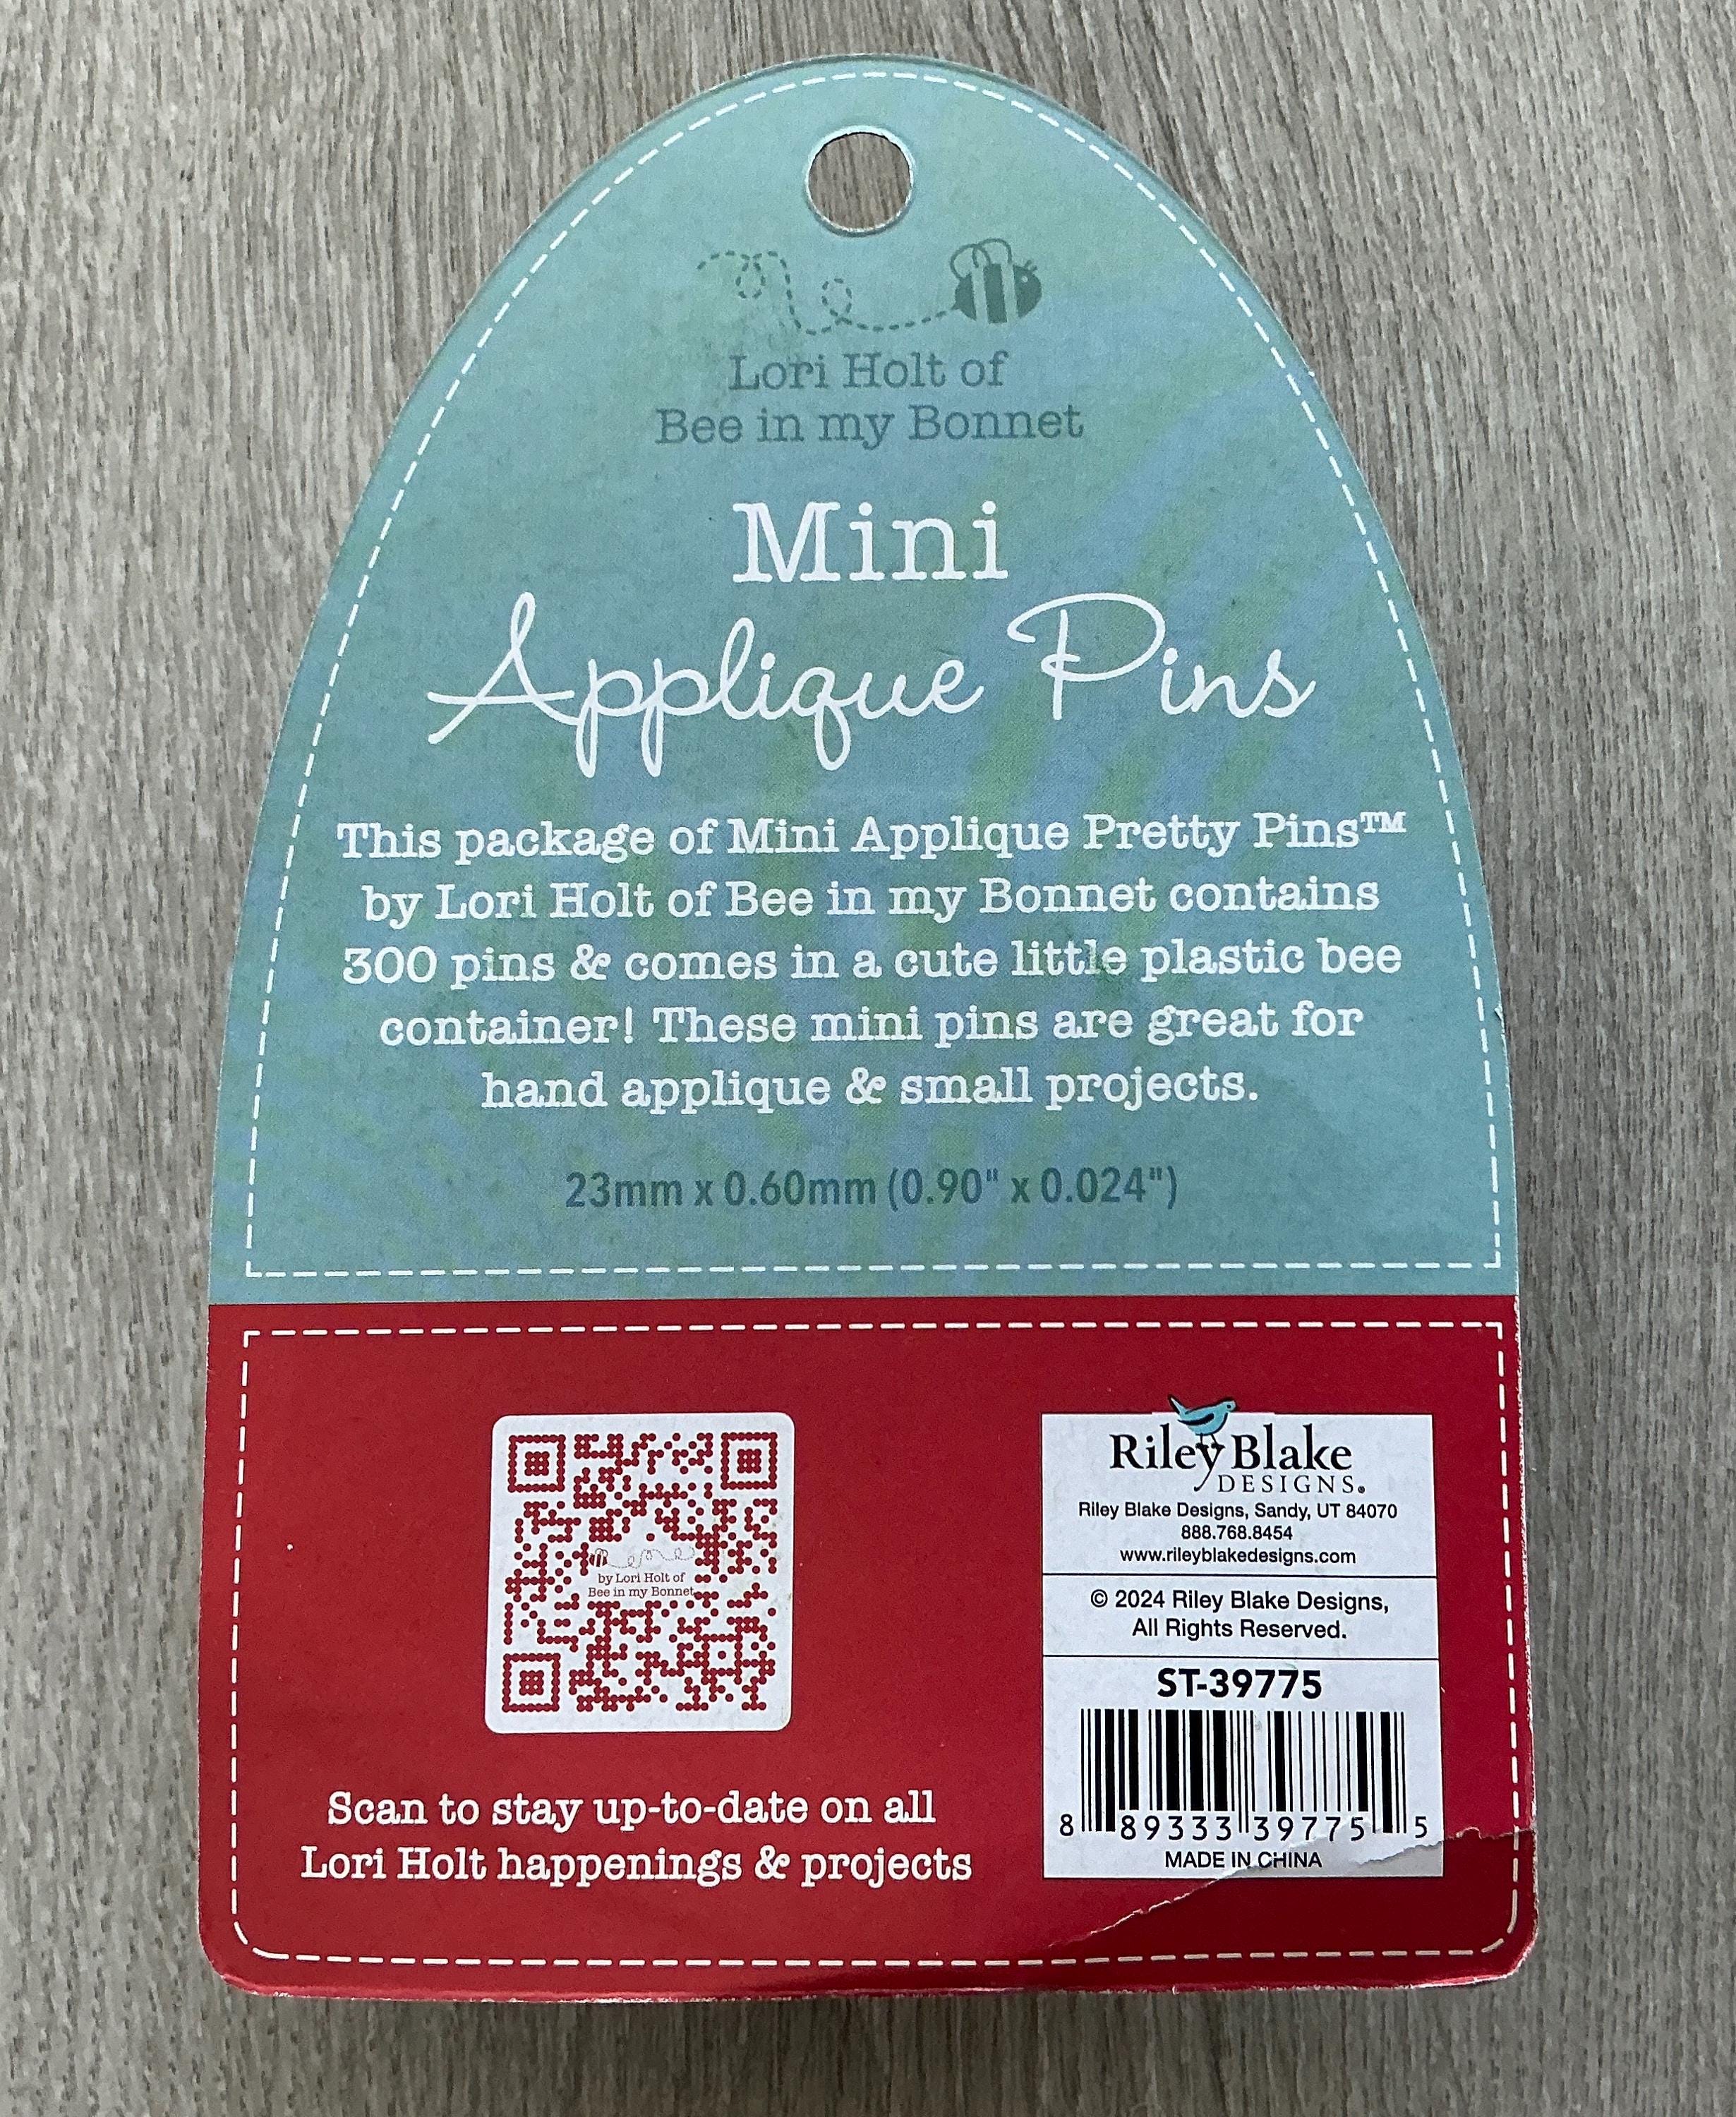 Lori Holt of
Bee in my Bonnet
Mini
Applique Pins
This package of Mini Applique Pretty Pins™
by Lori Holt of Bee in my Bonnet contains
300 pins & comes in a cute little plastic bee
container! These mini pins are great for
hand applique & small projects.
23mm x 0.60mm (0.90" x 0.024")
by Lori Holt of
Bee in my Bonnet
Scan to stay up-to-date on all
Lori Holt happenings & projects
Riley Blake
DESIGNS®
Riley Blake Designs, Sandy, UT 84070
888.768.8454
www.rileyblakedesigns.com
© 2024 Riley Blake Designs,
All Rights Reserved.
ST-39775
8 89333 39775 5
MADE IN CHINA